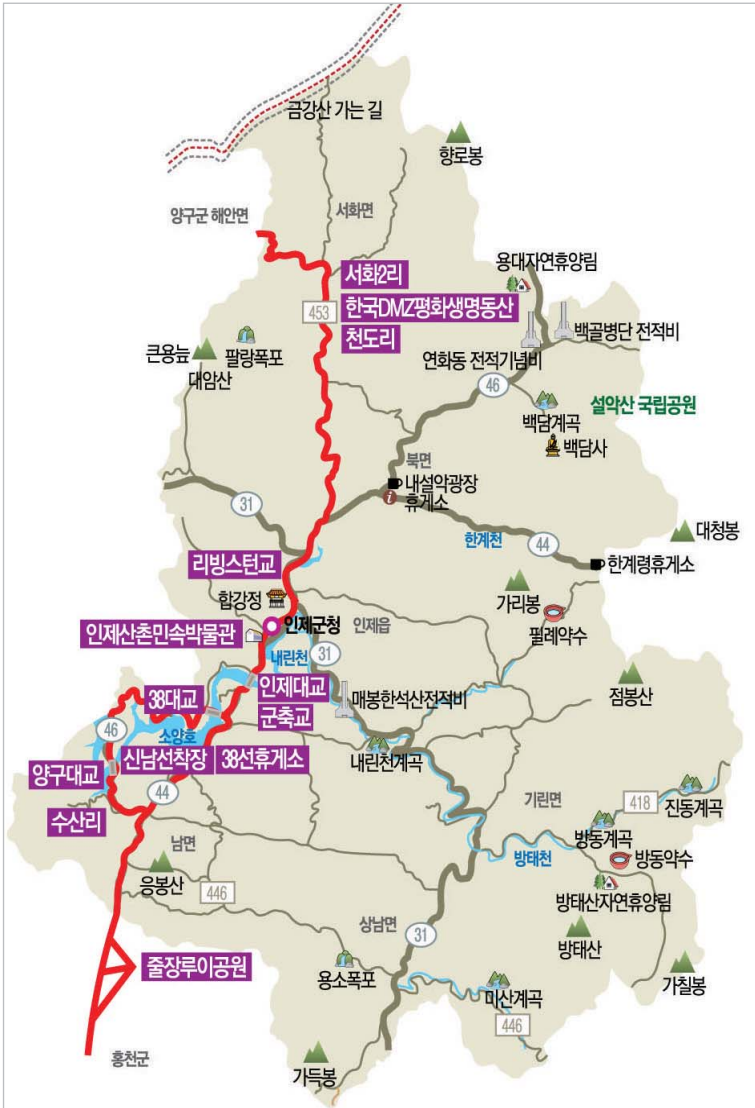 금강산 가는 길
향로봉
양구군 해안면
서화면
용대자연휴양림
서화2리
453
한국DMZ평화생명동산
천도리
백골병단 전적비
큰용늪
대암산
팔랑폭포
연화동 전적기념비
46
백담계곡
설악산 국립공원
백담사
북면
내설악광장
휴게소
31
한계천
44
대청봉
리빙스턴교
한계령휴게소
가리봉
합강정
필례약수
인제산촌민속박물관
인제군청
인제읍
내린천
31
점봉산
인제대교
38대교
매봉한석산전적비
군축교
46
소양호
양구대교
신남선착장
38선휴게소
내린천계곡
44
기린면
418
진동계곡
수산리
남면
방태천
방동계곡
방동약수
응봉산
446
방태산자연휴양림
상남면
31
방태산
줄장루이공원
용소폭포
미산계곡
가칠봉
446
홍천군
가득봉